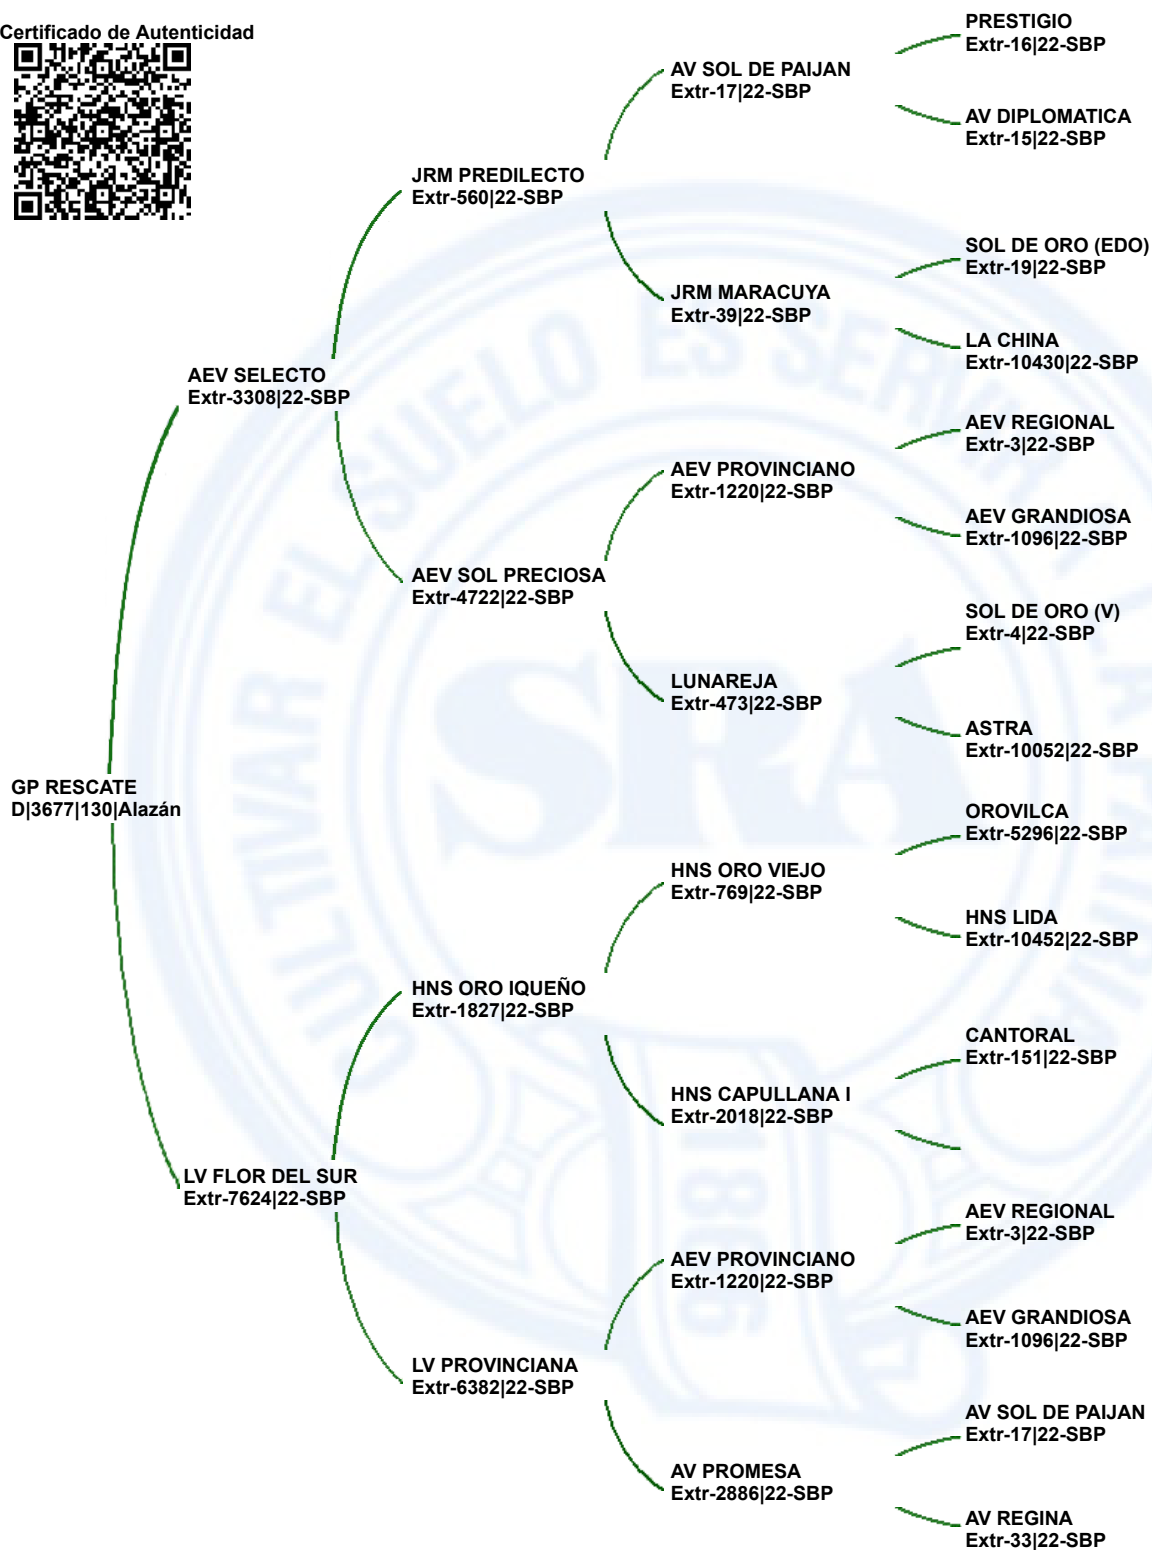 Certificado de Autenticidad
PRESTIGIO
Extr-16|22-SBP
AV SOL DE PAIJAN
Extr-17|22-SBP
AV DIPLOMATICA
Extr-15|22-SBP
JRM PREDILECTO
Extr-560|22-SBP
SOL DE ORO (EDO)
Extr-19|22-SBP
JRM MARACUYA
Extr-39|22-SBP
LA CHINA
Extr-10430|22-SBP
AEV SELECTO
Extr-3308|22-SBP
AEV REGIONAL
Extr-3|22-SBP
AEV PROVINCIANO
Extr-1220|22-SBP
AEV GRANDIOSA
Extr-1096|22-SBP
AEV SOL PRECIOSA
Extr-4722|22-SBP
SOL DE ORO (V)
Extr-4|22-SBP
LUNAREJA
Extr-473|22-SBP
ASTRA
Extr-10052|22-SBP
GP RESCATE
D|3677|130|Alazán
OROVILCA
Extr-5296|22-SBP
HNS ORO VIEJO
Extr-769|22-SBP
HNS LIDA
Extr-10452|22-SBP
HNS ORO IQUEÑO
Extr-1827|22-SBP
CANTORAL
Extr-151|22-SBP
HNS CAPULLANA I
Extr-2018|22-SBP
LV FLOR DEL SUR
Extr-7624|22-SBP
AEV REGIONAL
Extr-3|22-SBP
AEV PROVINCIANO
Extr-1220|22-SBP
AEV GRANDIOSA
Extr-1096|22-SBP
LV PROVINCIANA
Extr-6382|22-SBP
AV SOL DE PAIJAN
Extr-17|22-SBP
AV PROMESA
Extr-2886|22-SBP
AV REGINA
Extr-33|22-SBP
CULTIVAR EL SUELO ES SERVIR A LA PATRIA
SRA
1866